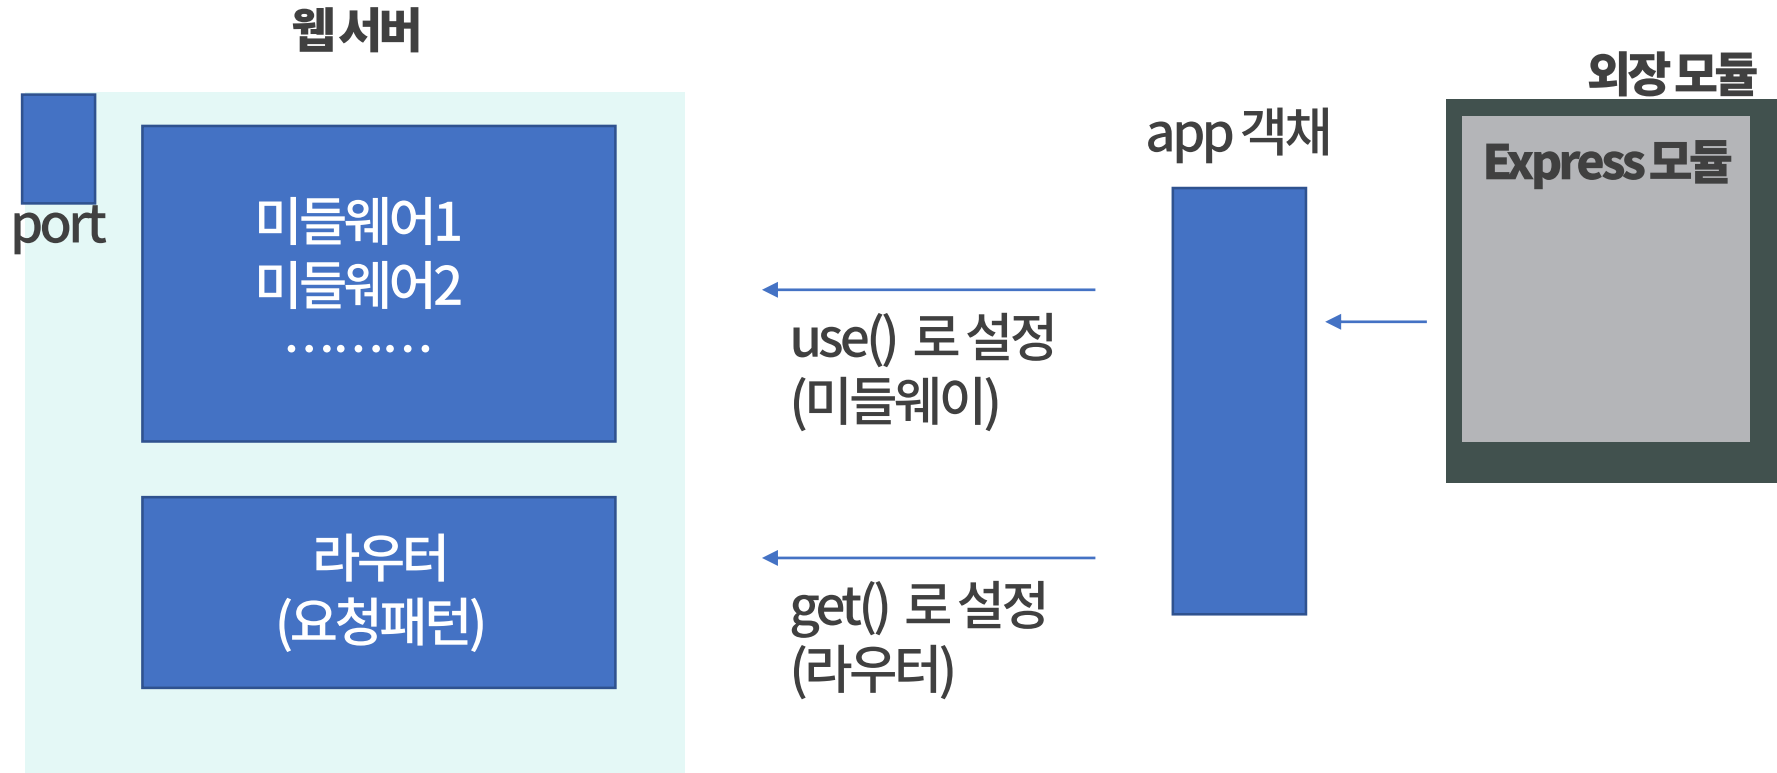 웹서버
port
미들웨어1
미들웨어2
………
라우터
(요청패턴)
use() 로 설정
(미들웨이)
get() 로 설정
(라우터)
app 객채
외장 모듈
Express 모듈